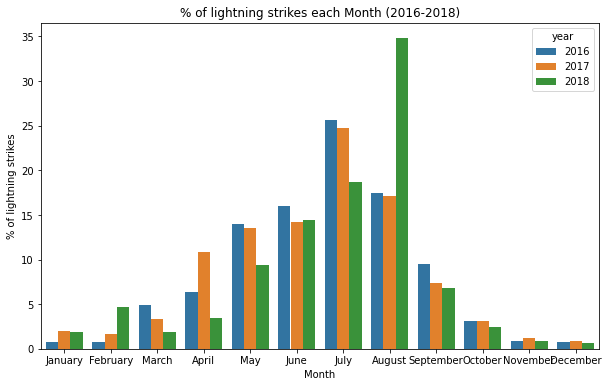 % of lightning strikes each Month (2016-2018)
year
2016
2017
2018
% of lightning strikes
35
30
25
20
15
10
5
0
January February March April May June July August September October November December
Month